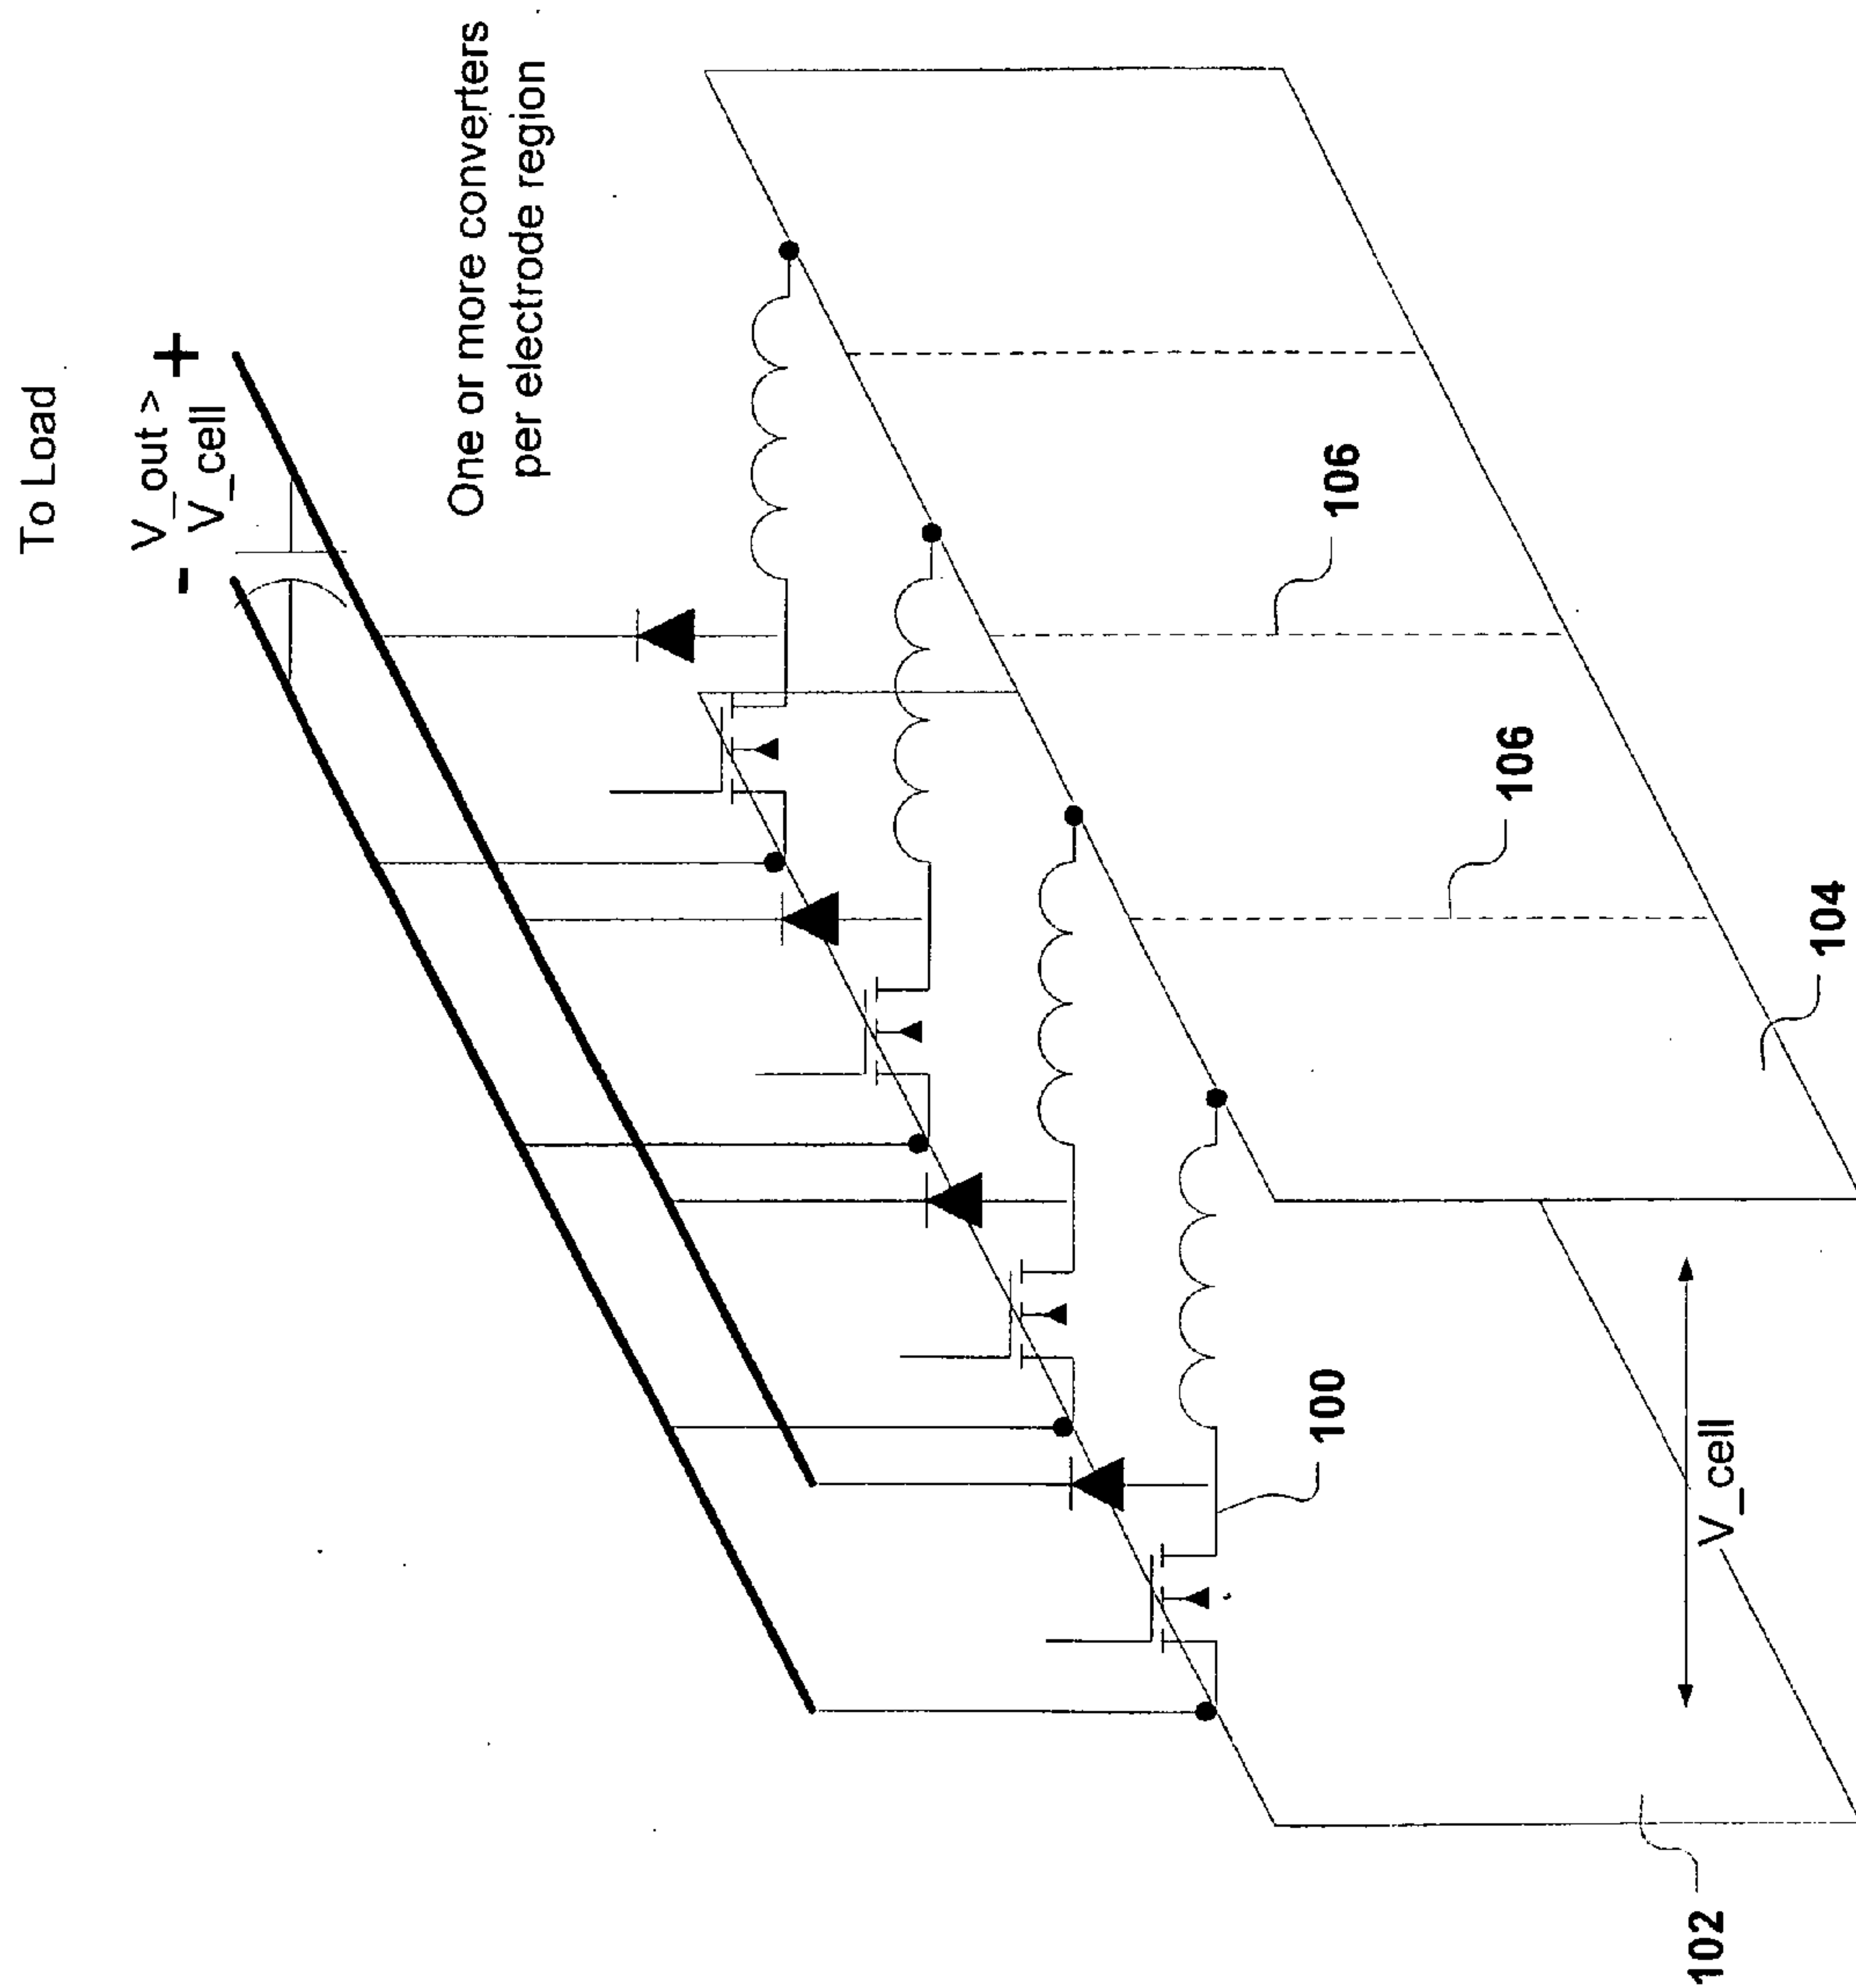 To Load
- V_out > +
V_cell
One or more converters
per electrode region
106
106
104
100
V_cell
102